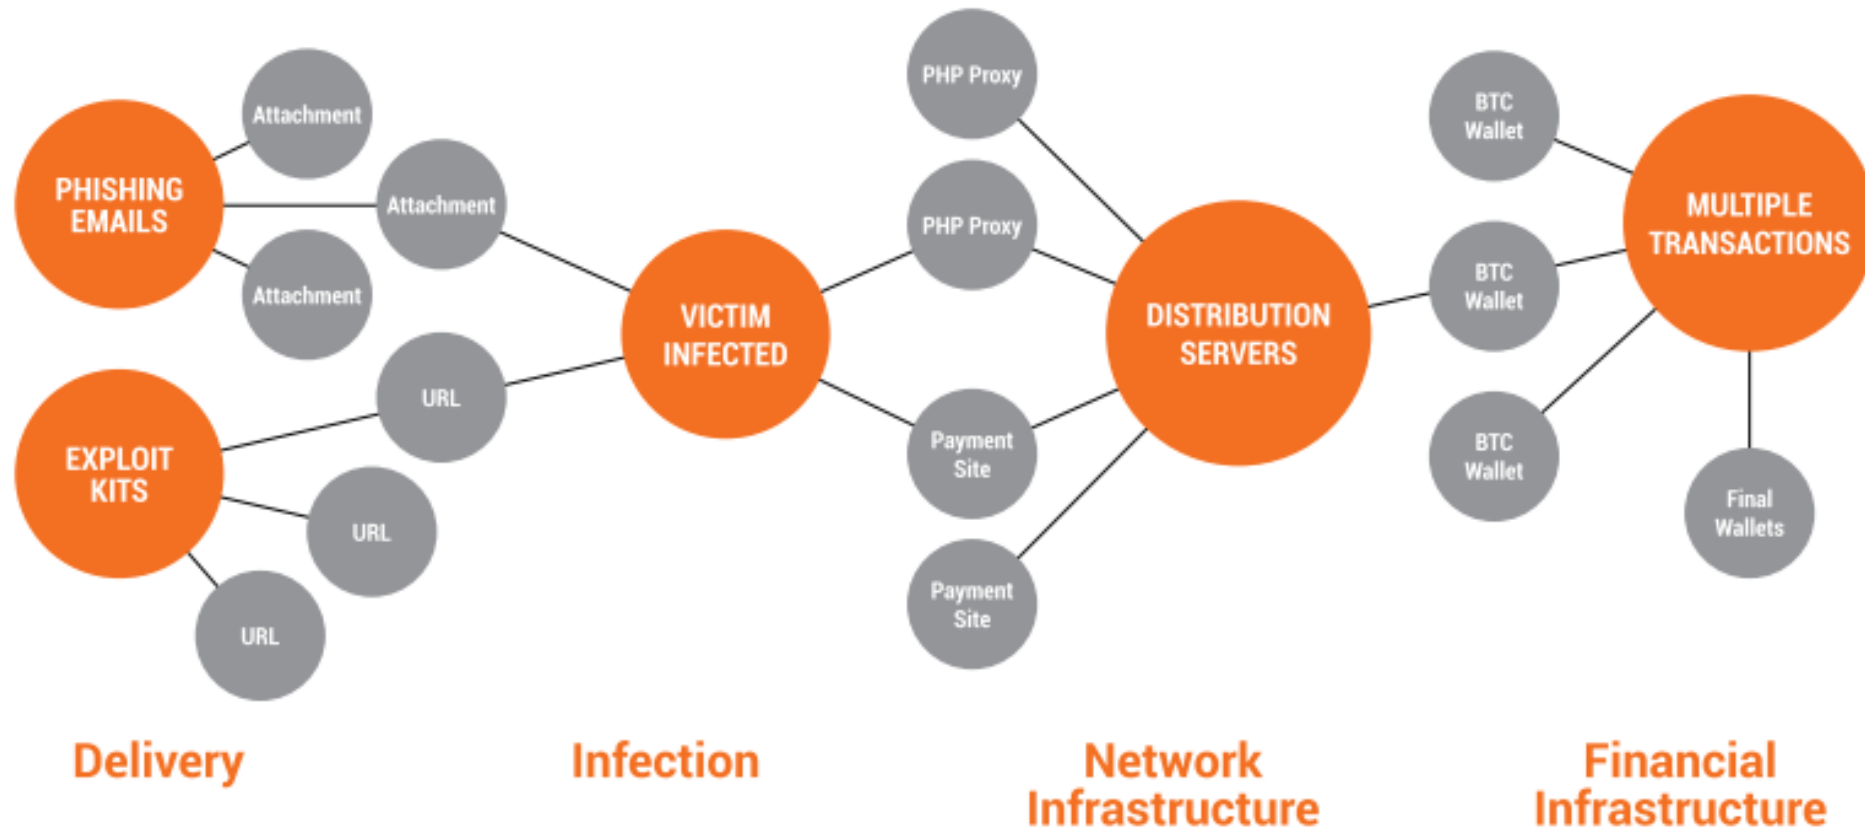 PHISHING
EMAILS
Attachment
Attachment
Attachment
EXPLOIT
KITS
URL
URL
URL
VICTIM
INFECTED
PHP Proxy
PHP Proxy
Payment
Site
Payment
Site
DISTRIBUTION
SERVERS
BTC
Wallet
BTC
Wallet
BTC
Wallet
MULTIPLE
TRANSACTIONS
Final
Wallets
Delivery
Infection
Network
Infrastructure
Financial
Infrastructure